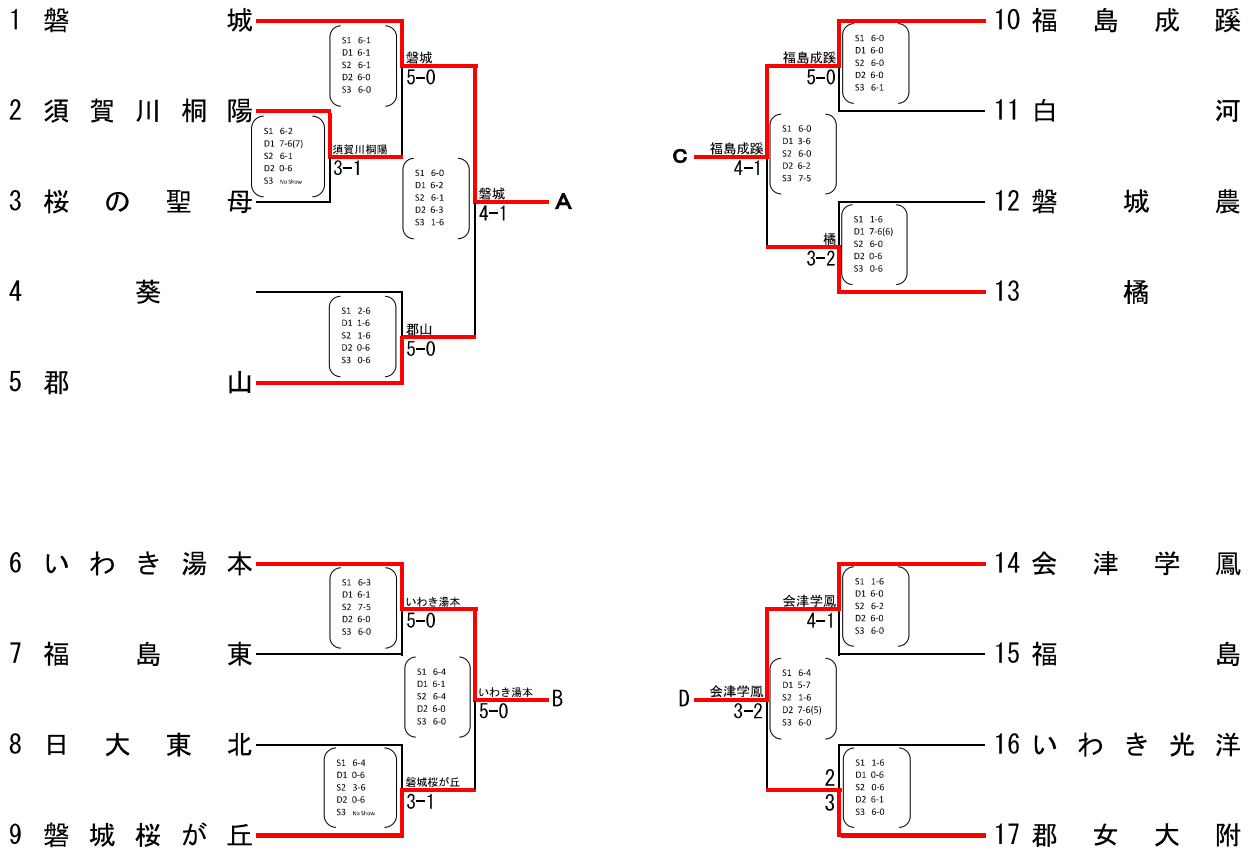 1 磐城
S1 6-1
D1 6-1
S2 6-1
D2 6-0
S3 6-0
磐城
5-0
2 須賀川桐陽
S1 6-2
D1 7-6(7)
S2 6-1
D2 0-6
S3 No Show
須賀川桐陽
3-1
3 桜の聖母
S1 6-0
D1 6-2
S2 6-1
D2 6-3
S3 1-6
磐城
4-1
A
4 葵
S1 2-6
D1 1-6
S2 1-6
D2 0-6
S3 0-6
郡山
5-0
5 郡山
10 福島成蹊
S1 6-0
D1 6-0
S2 6-0
D2 6-0
S3 6-1
福島成蹊
5-0
11 白河
S1 6-0
D1 3-6
S2 6-0
D2 6-2
S3 7-5
C
福島成蹊
4-1
12 磐城農
S1 1-6
D1 7-6(6)
S2 6-0
D2 0-6
S3 0-6
橘
3-2
13 橘
6 いわき湯本
S1 6-3
D1 6-1
S2 7-5
D2 6-0
S3 6-0
いわき湯本
5-0
7 福島東
S1 6-4
D1 6-1
S2 6-4
D2 6-0
S3 6-0
いわき湯本
5-0
B
8 日大東北
S1 6-4
D1 0-6
S2 3-6
D2 0-6
S3 No Show
磐城桜が丘
3-1
9 磐城桜が丘
14 会津学鳳
S1 1-6
D1 6-0
S2 6-2
D2 6-0
S3 6-0
会津学鳳
4-1
15 福島
S1 6-4
D1 5-7
S2 1-6
D2 7-6(5)
S3 6-0
D
会津学鳳
3-2
16 いわき光洋
S1 1-6
D1 0-6
S2 0-6
D2 6-1
S3 6-0
2
3
17 郡女大附